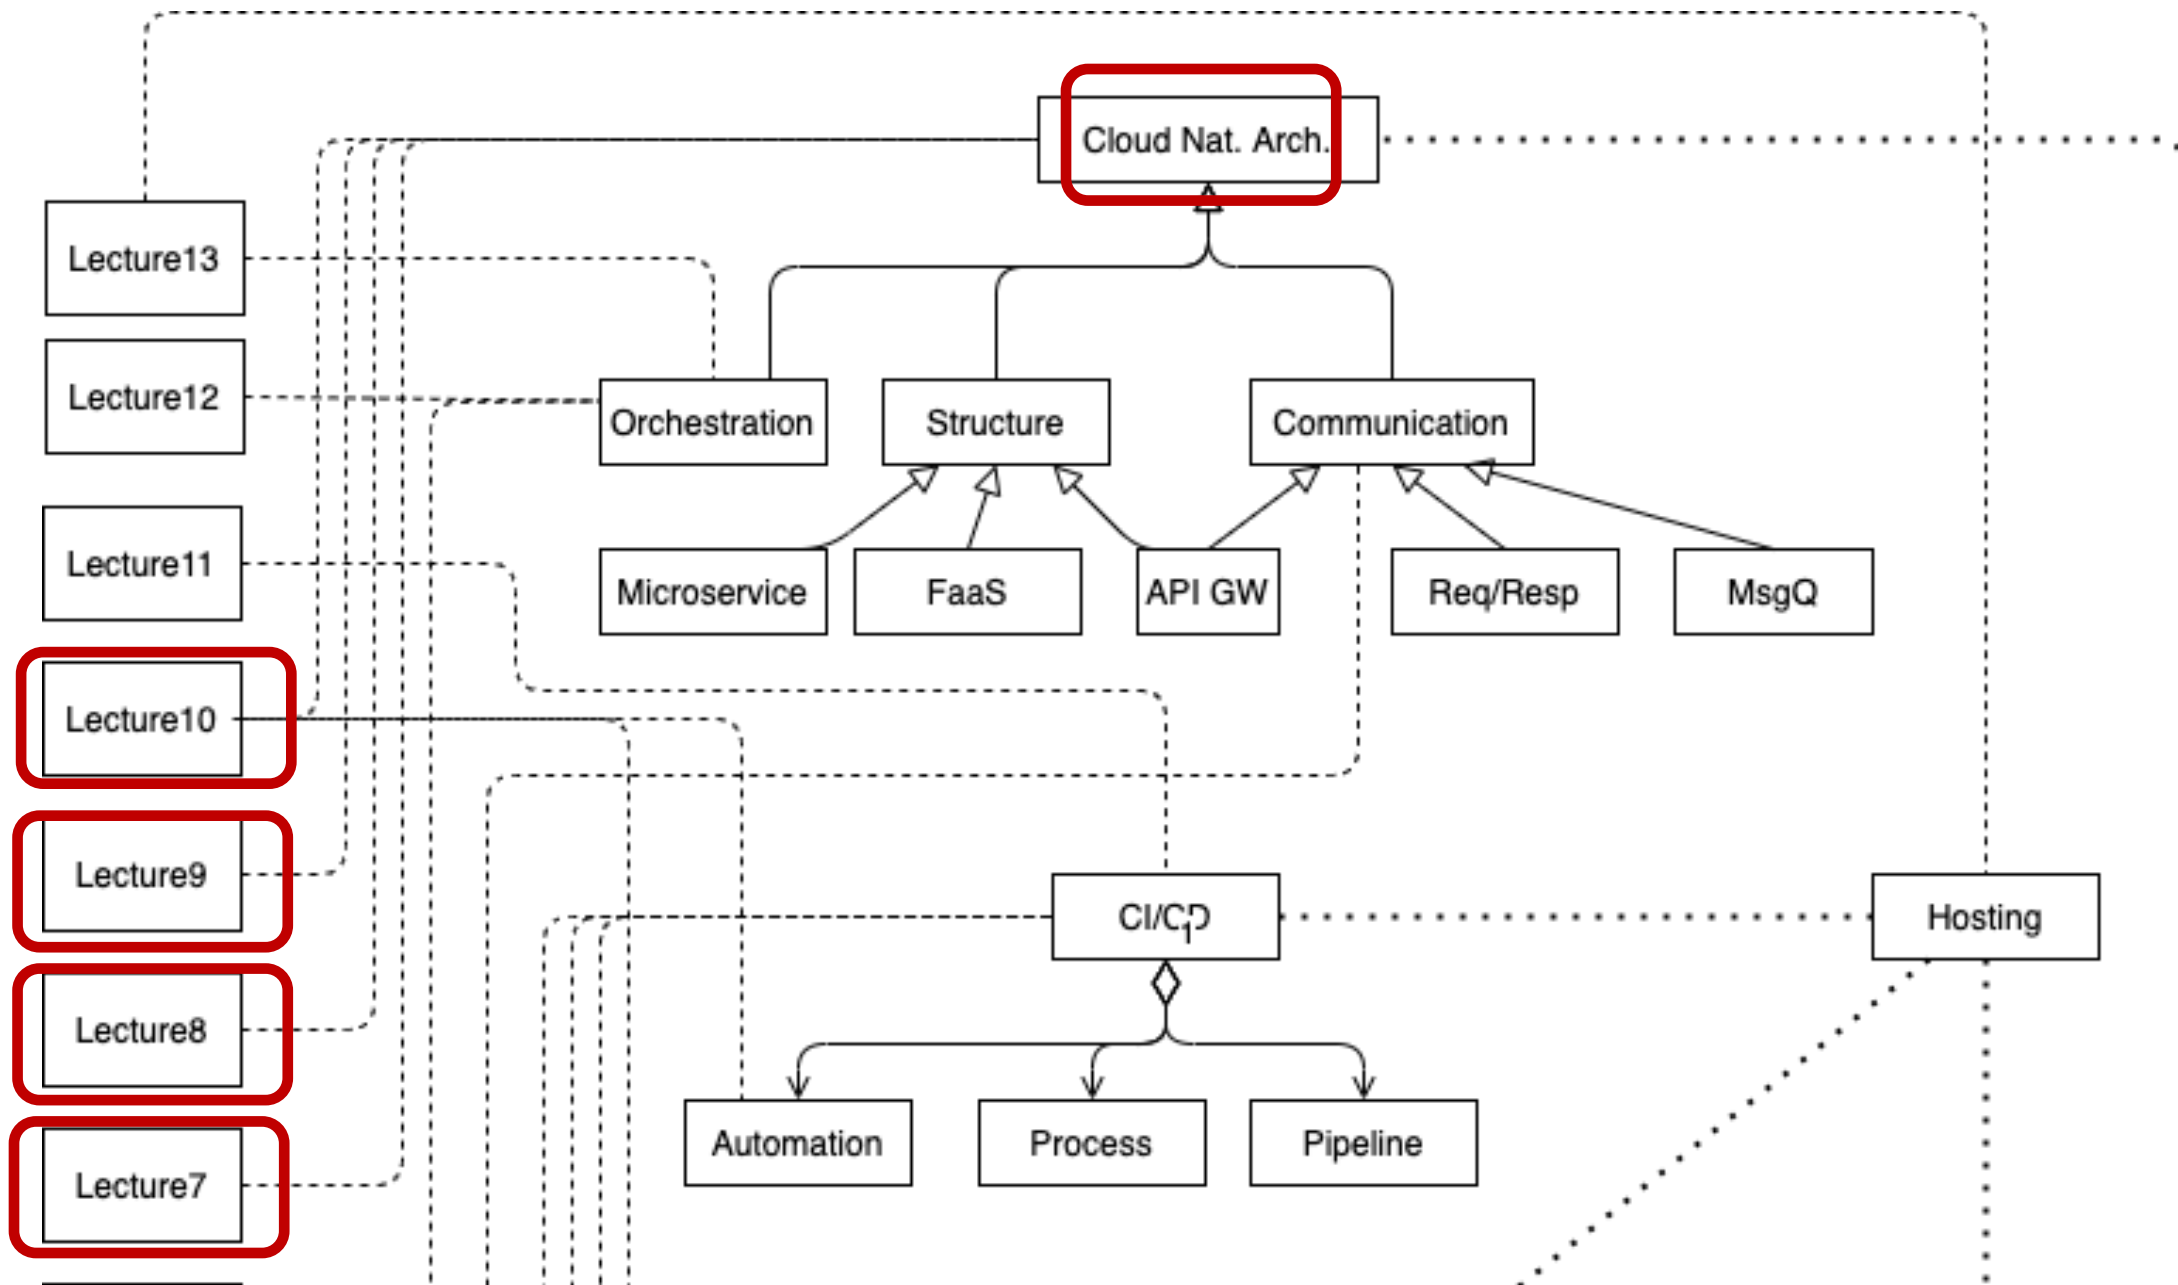 Cloud Nat. Arch.
Lecture13
Lecture12
Orchestration
Structure
Communication
Lecture11
Microservice
FaaS
API GW
Req/Resp
MsgQ
Lecture10
Lecture9
CI/CD
1
Hosting
Lecture8
Automation
Process
Pipeline
Lecture7